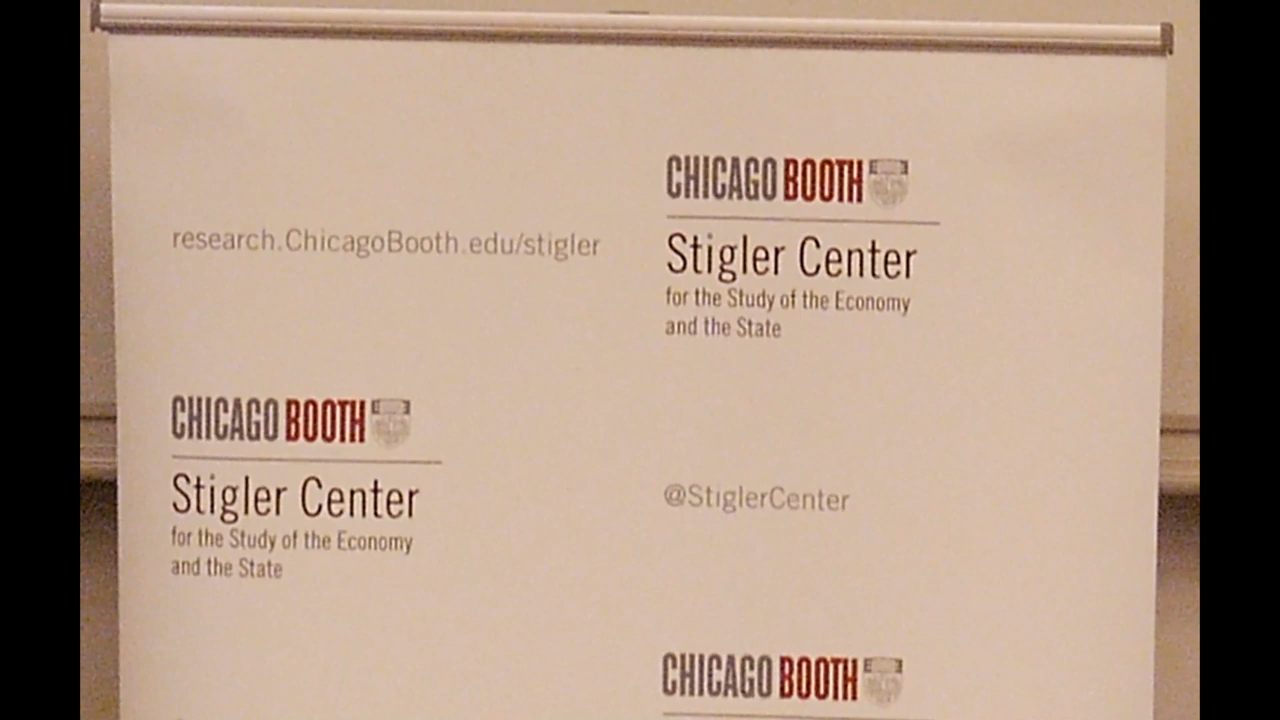 research.ChicagoBooth.edu/stigler
CHICAGO BOOTH
Stigler Center
for the Study of the Economy
and the State
CHICAGO BOOTH
Stigler Center
for the Study of the Economy
and the State
@StiglerCenter
CHICAGO BOOTH